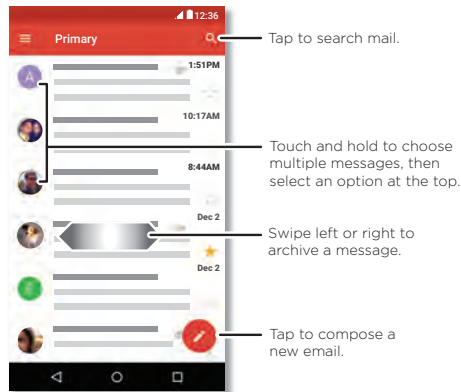 12:36
Primary
Tap to search mail.
A
1:51PM
10:17AM
Touch and hold to choose
multiple messages, then
select an option at the top.
8:44AM
Dec 2
Swipe left or right to
archive a message.
Dec 2
Tap to compose a
new email.